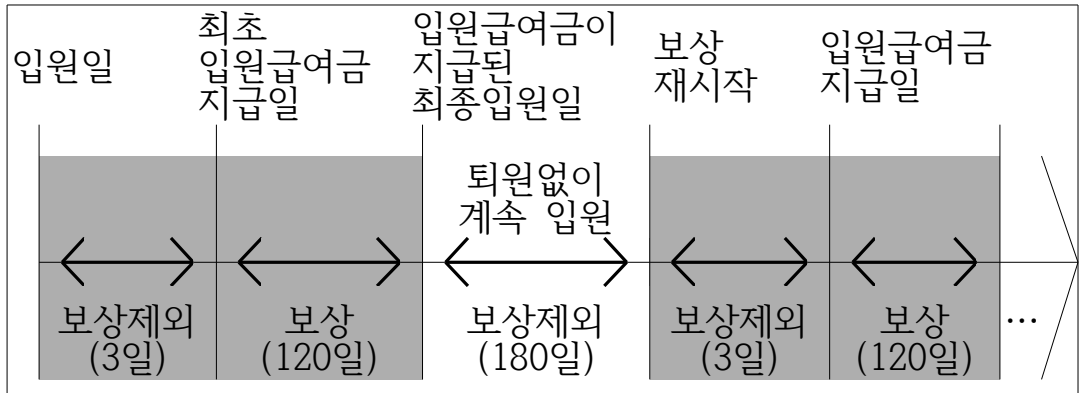 입원일
최초
입원급여금
지급일
입원급여금이
지급된
최종입원일
보상
재시작
입원급여금
지급일
퇴원없이
계속 입원
보상제외
(3일)
보상
(120일)
보상제외
(180일)
보상제외
(3일)
보상
(120일)
…